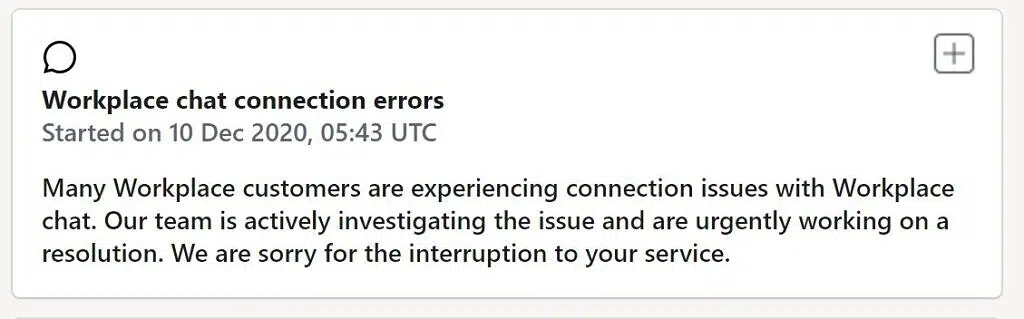 Workplace chat connection errors
Started on 10 Dec 2020, 05:43 UTC
Many Workplace customers are experiencing connection issues with Workplace
chat. Our team is actively investigating the issue and are urgently working on a
resolution. We are sorry for the interruption to your service.